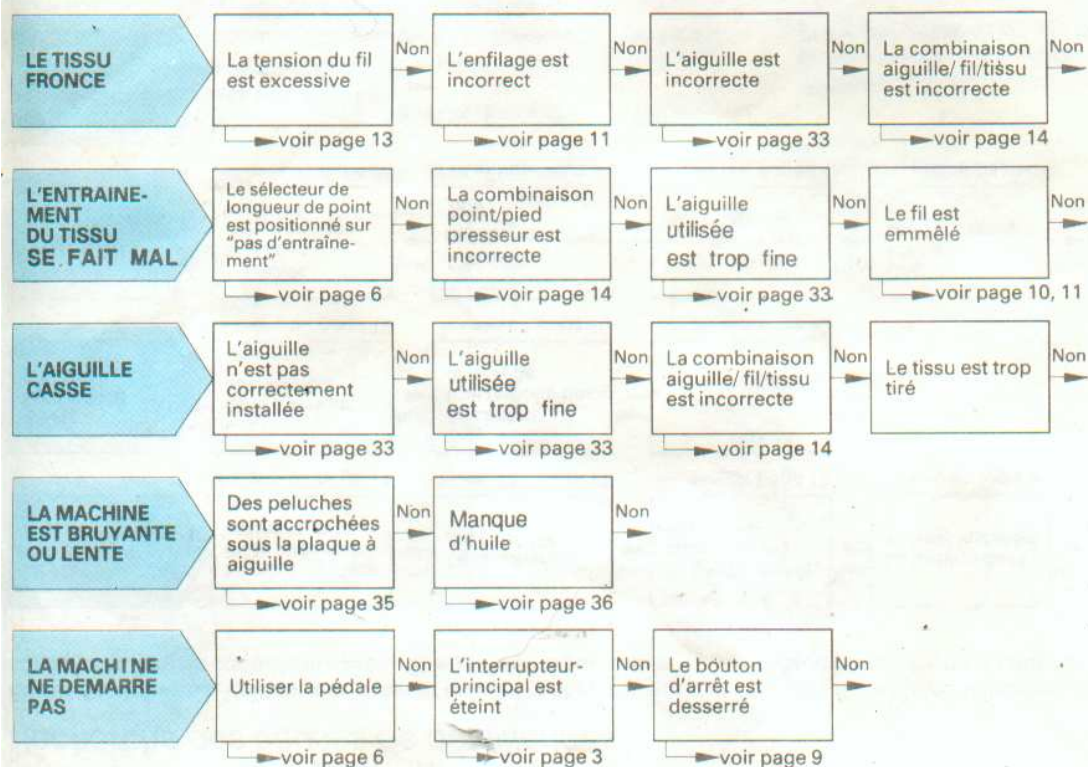 LE TISSU
FRONCE
La tension du fil
est excessive
Non
voir page 13
L'enfilage est
incorrect
Non
voir page 11
L'aiguille est
incorrecte
Non
voir page 33
La combinaison
aiguille/ fil/tissu
est incorrecte
Non
voir page 14
L'ENTRAINE-
MENT
DU TISSU
SE FAIT MAL
Le sélecteur de
longueur de point
est positionné sur
"pas d'entraîne-
ment"
Non
voir page 6
La combinaison
point/pied
presseur est
incorrecte
Non
voir page 14
L'aiguille
utilisée
est trop fine
Non
voir page 33
Le fil est
emmêlé
Non
voir page 10, 11
L'AIGUILLE
CASSE
L'aiguille
n'est pas
correctement
installée
Non
voir page 33
L'aiguille
utilisée
est trop fine
Non
voir page 33
La combinaison
aiguille/ fil/tissu
est incorrecte
Non
voir page 14
Le tissu est trop
tiré
Non
LA MACHINE
EST BRUYANTE
OU LENTE
Des peluches
sont accrochées
sous la plaque à
aiguille
Non
voir page 35
Manque
d'huile
Non
voir page 36
LA MACHINE
NE DEMARRE
PAS
Utiliser la pédale
Non
voir page 6
L'interrupteur-
principal est
éteint
Non
voir page 3
Le bouton
d'arrêt est
desserré
Non
voir page 9